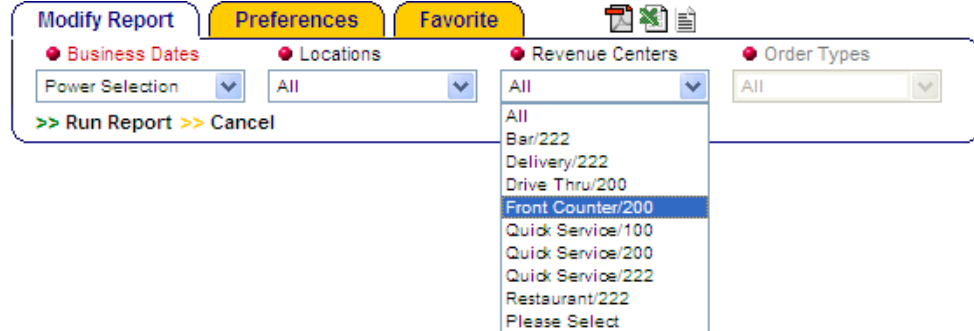 Modify Report Preferences Favorite
Business Dates Locations Revenue Centers Order Types
Power Selection All All All
>> Run Report >> Cancel
All
Bar/222
Delivery/222
Drive Thru/200
Front Counter/200
Quick Service/100
Quick Service/200
Quick Service/222
Restaurant/222
Please Select